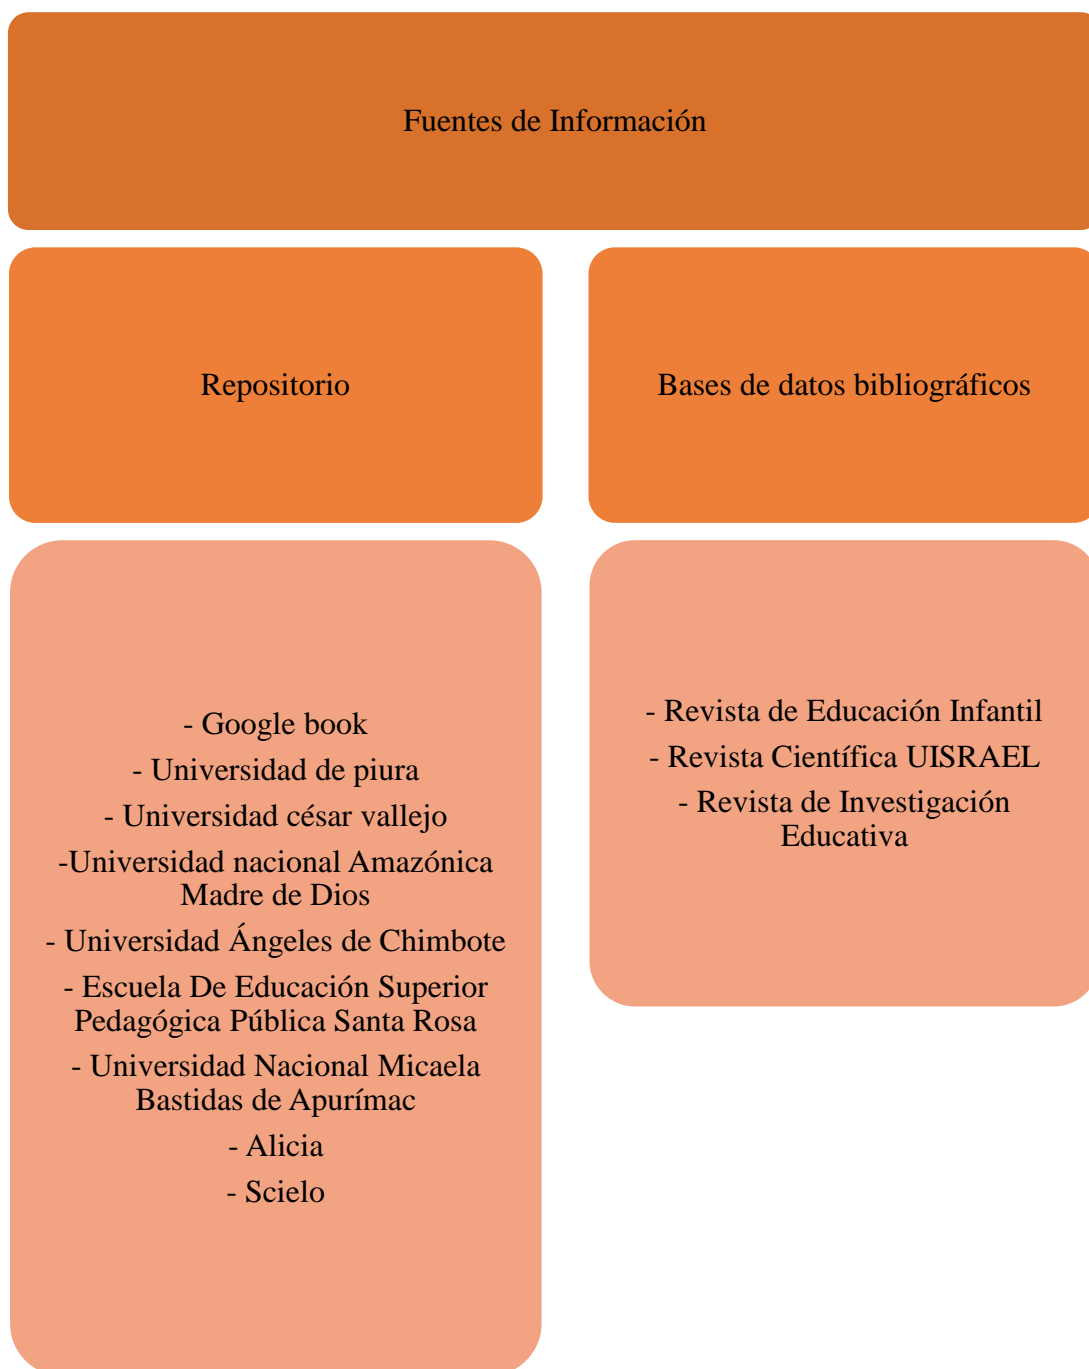 Fuentes de Información
Repositorio
Bases de datos bibliográficos
- Google book
- Universidad de piura
- Universidad césar vallejo
-Universidad nacional Amazónica
Madre de Dios
- Universidad Ángeles de Chimbote
- Escuela De Educación Superior
Pedagógica Pública Santa Rosa
- Universidad Nacional Micaela
Bastidas de Apurímac
- Alicia
- Scielo
- Revista de Educación Infantil
- Revista Científica UISRAEL
- Revista de Investigación
Educativa